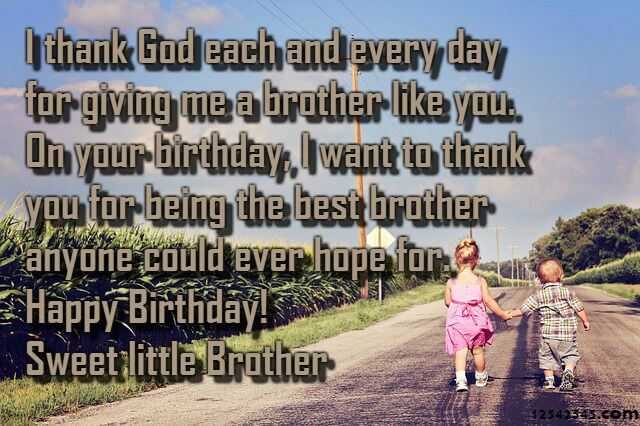 I thank God each and every day
for giving me a brother like you.
On your birthday, I want to thank
you for being the best brother
anyone could ever hope for.
Happy Birthday!
Sweet little Brother
12542345.com